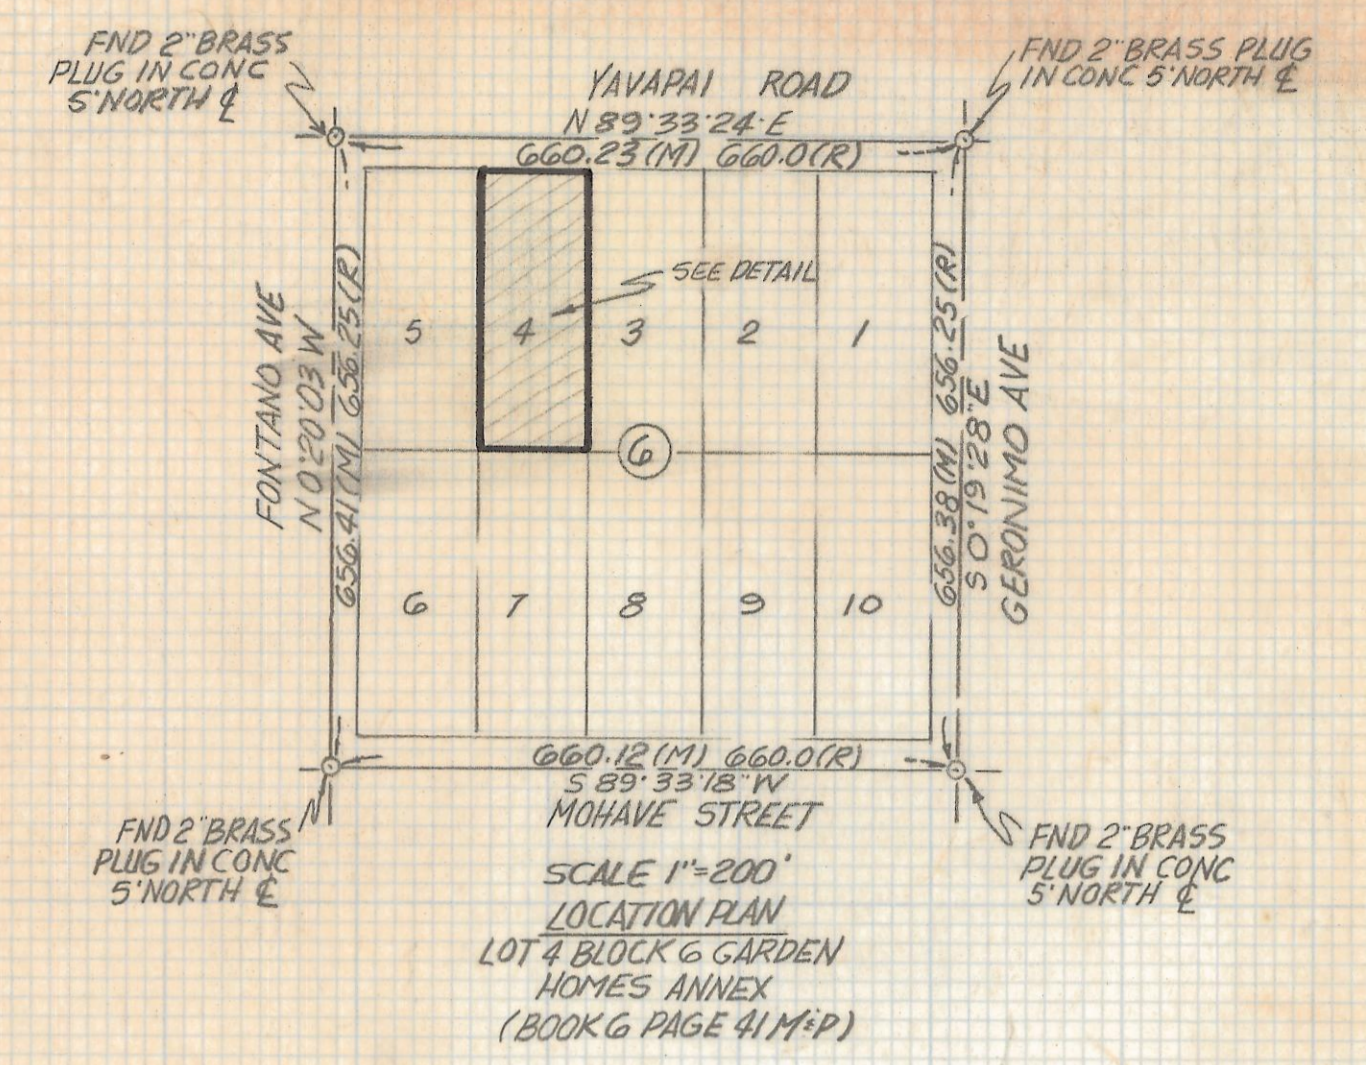 FND 2" BRASS
PLUG IN CONC
5' NORTH ℄
FND 2" BRASS PLUG
IN CONC 5' NORTH ℄
YAVAPAI ROAD
N 89°33'24" E
660.23 (M) 660.0 (R)
FONTANO AVE
N 0°20'03 W
656.41 (M) 656.25 (R)
SEE DETAIL
5 4 3 2 1
6
6 7 8 9 10
656.38 (M) 656.25 (R)
S 0°19'28" E
GERONIMO AVE
660.12 (M) 660.0 (R)
S 89°33'18" W
MOHAVE STREET
FND 2" BRASS
PLUG IN CONC
5' NORTH ℄
FND 2" BRASS
PLUG IN CONC
5' NORTH ℄
SCALE 1"=200'
LOCATION PLAN
LOT 4 BLOCK 6 GARDEN
HOMES ANNEX
(BOOK 6 PAGE 41 M&P)